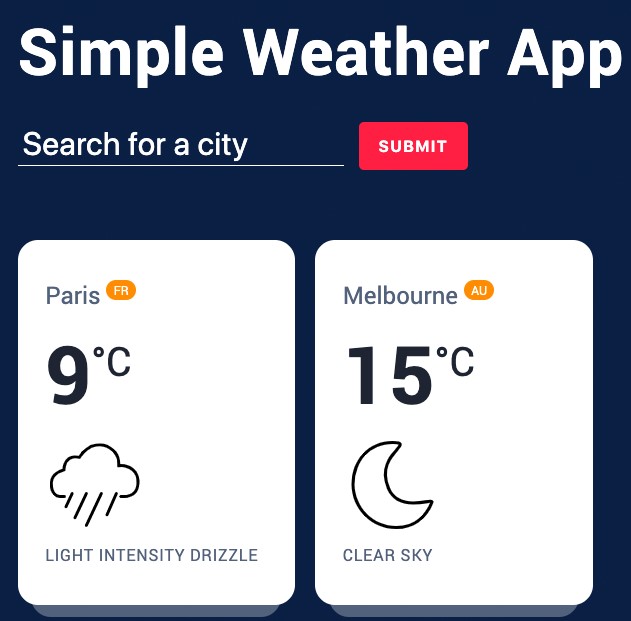 Simple Weather App
Search for a city
SUBMIT
Paris FR
9°C
LIGHT INTENSITY DRIZZLE
Melbourne AU
15°C
CLEAR SKY